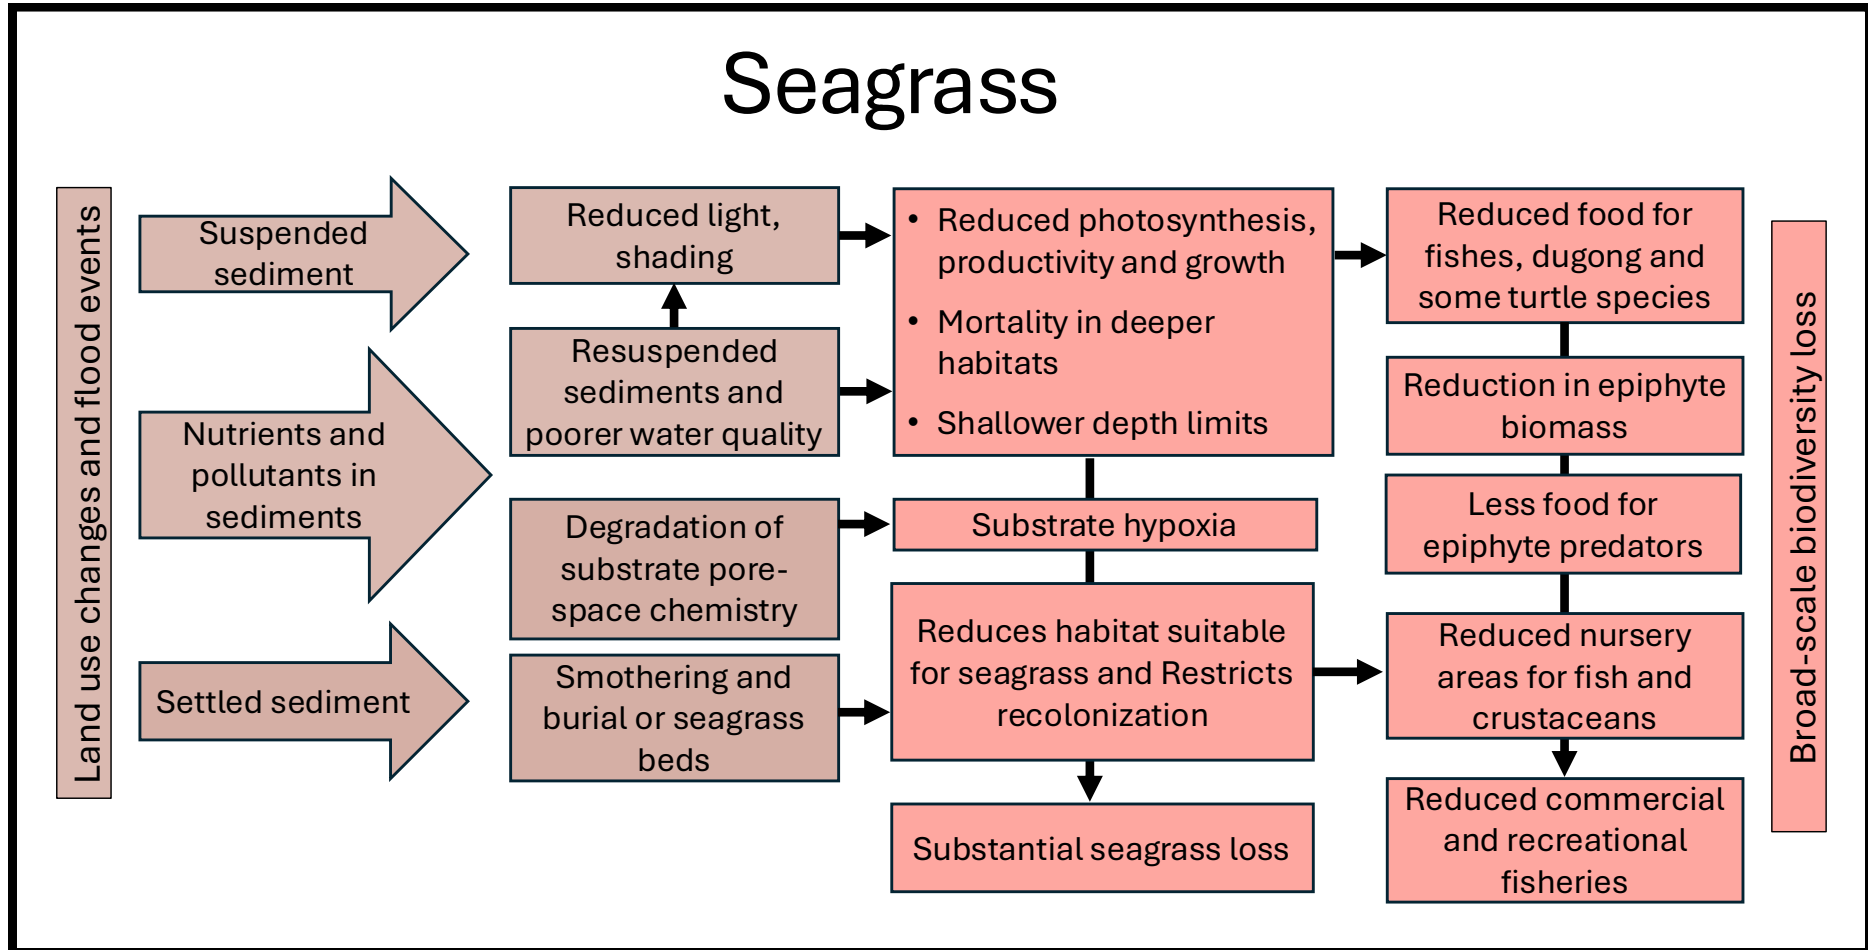 Seagrass
Land use changes and flood events
Suspended
sediment
Nutrients and
pollutants in
sediments
Settled sediment
Reduced light,
shading
Resuspended
sediments and
poorer water quality
Degradation of
substrate pore-
space chemistry
Smothering and
burial or seagrass
beds
• Reduced photosynthesis,
productivity and growth
• Mortality in deeper
habitats
• Shallower depth limits
Substrate hypoxia
Reduces habitat suitable
for seagrass and Restricts
recolonization
Substantial seagrass loss
Reduced food for
fishes, dugong and
some turtle species
Reduction in epiphyte
biomass
Less food for
epiphyte predators
Reduced nursery
areas for fish and
crustaceans
Reduced commercial
and recreational
fisheries
Broad-scale biodiversity loss